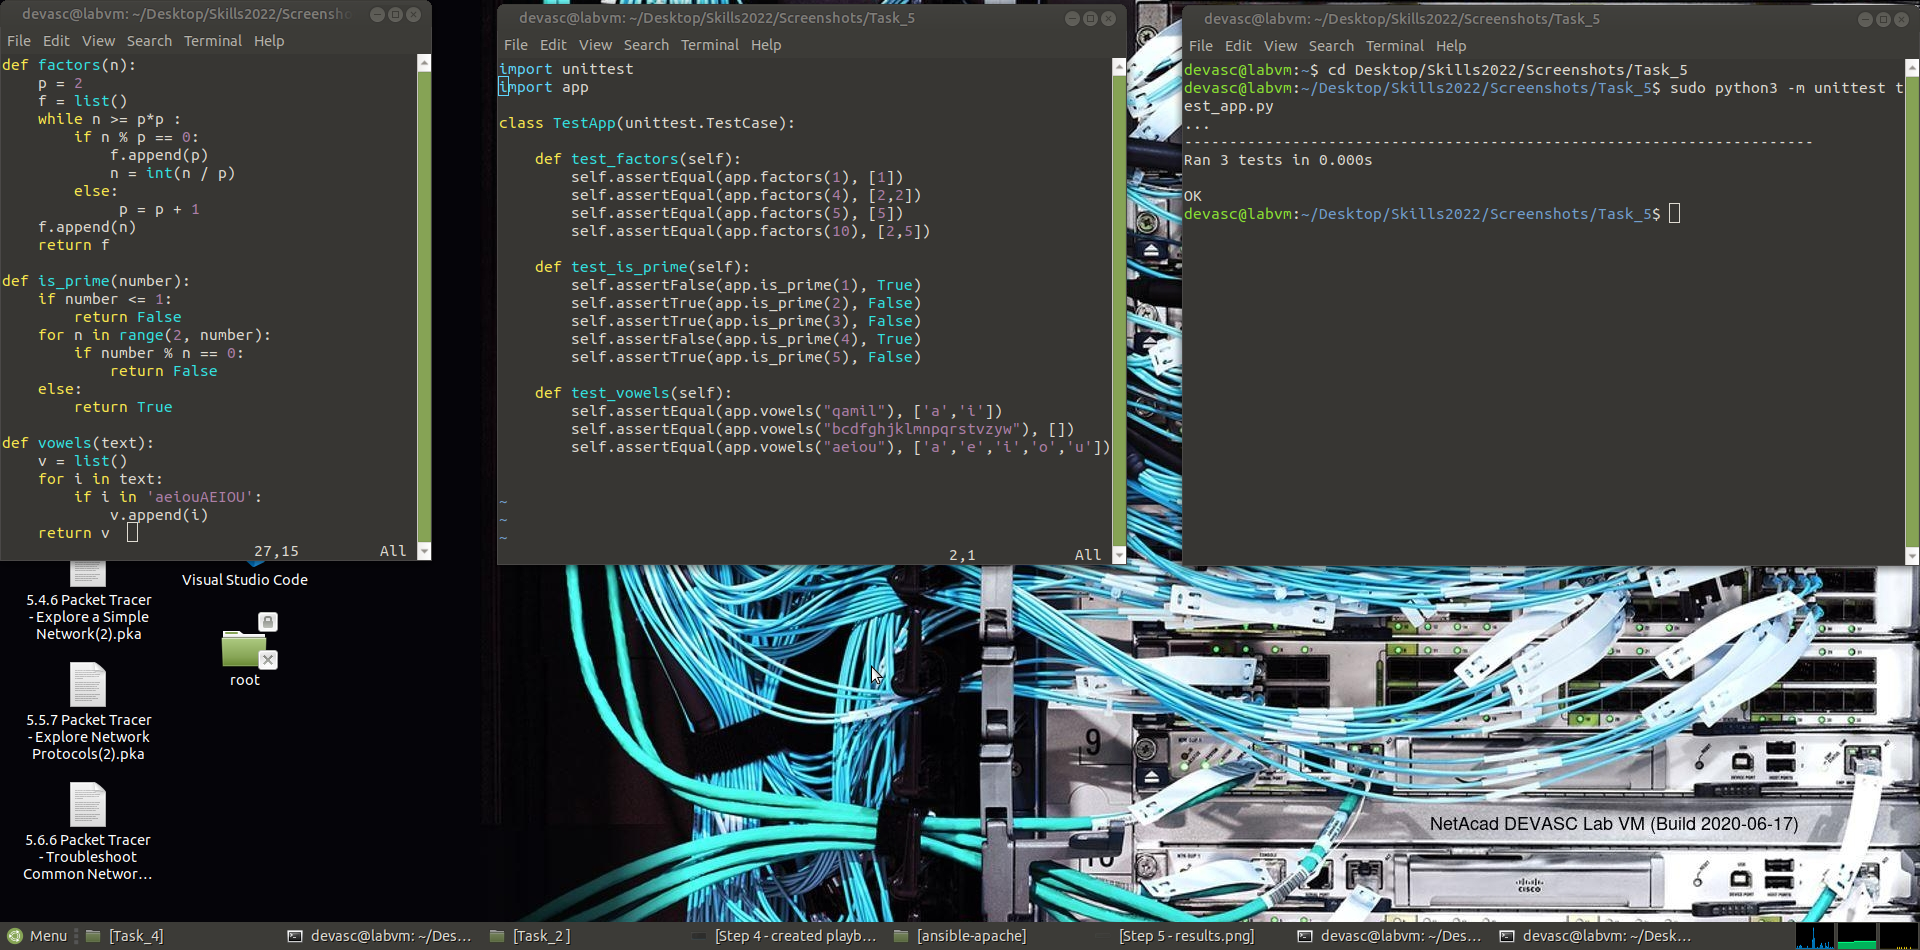 devasc@labvm: ~/Desktop/Skills2022/Screensho
File Edit View Search Terminal Help
def factors(n):
    p = 2
    f = list()
    while n >= p*p :
        if n % p == 0:
            f.append(p)
            n = int(n / p)
        else:
             p = p + 1
    f.append(n)
    return f
def is_prime(number):
    if number <= 1:
        return False
    for n in range(2, number):
        if number % n == 0:
            return False
    else:
        return True
def vowels(text):
    v = list()
    for i in text:
        if i in 'aeiouAEIOU':
            v.append(i)
    return v
27,15 All
devasc@labvm: ~/Desktop/Skills2022/Screenshots/Task_5
File Edit View Search Terminal Help
import unittest
import app
class TestApp(unittest.TestCase):
    def test_factors(self):
        self.assertEqual(app.factors(1), [1])
        self.assertEqual(app.factors(4), [2,2])
        self.assertEqual(app.factors(5), [5])
        self.assertEqual(app.factors(10), [2,5])
    def test_is_prime(self):
        self.assertFalse(app.is_prime(1), True)
        self.assertTrue(app.is_prime(2), False)
        self.assertTrue(app.is_prime(3), False)
        self.assertFalse(app.is_prime(4), True)
        self.assertTrue(app.is_prime(5), False)
    def test_vowels(self):
        self.assertEqual(app.vowels("qamil"), ['a','i'])
        self.assertEqual(app.vowels("bcdfghjklmnpqrstvzyw"), [])
        self.assertEqual(app.vowels("aeiou"), ['a','e','i','o','u'])
~
~
~
2,1 All
devasc@labvm: ~/Desktop/Skills2022/Screenshots/Task_5
File Edit View Search Terminal Help
devasc@labvm:~$ cd Desktop/Skills2022/Screenshots/Task_5
devasc@labvm:~/Desktop/Skills2022/Screenshots/Task_5$ sudo python3 -m unittest t
est_app.py
...
----------------------------------------------------------------------
Ran 3 tests in 0.000s
OK
devasc@labvm:~/Desktop/Skills2022/Screenshots/Task_5$
Visual Studio Code
5.4.6 Packet Tracer
- Explore a Simple
Network(2).pka
root
5.5.7 Packet Tracer
- Explore Network
Protocols(2).pka
5.6.6 Packet Tracer
- Troubleshoot
Common Networ...
9
10
CISCO
NetAcad DEVASC Lab VM (Build 2020-06-17)
Menu [Task_4] devasc@labvm: ~/Des... [Task_2 ] [Step 4 - created playb... [ansible-apache] [Step 5 - results.png] devasc@labvm: ~/Des... devasc@labvm: ~/Desk...